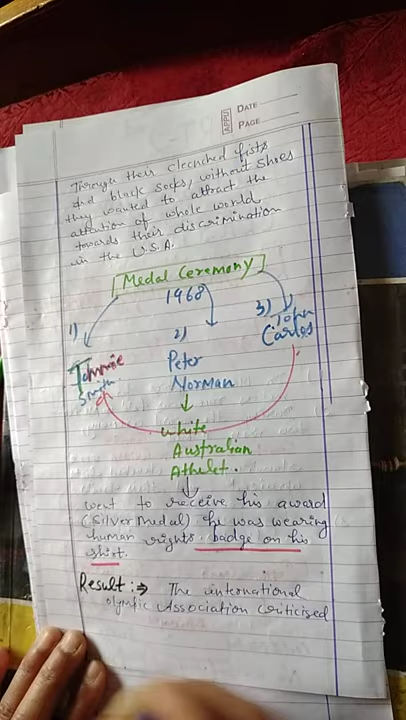 DATE
PAGE
Through their clenched fists
and black socks, without shoes
they wanted to attract the
attention of whole world
towards their discrimination
in the U.S.A.
Medal Ceremony
1968
1) 2) 3)
Tommie
Smith
Peter
Norman
John
Carlos
white
Australian
Athelet.
went to receive his award
(Silver Medal) he was wearing
human rights badge on his
shirt.
Result:⇒ The international
olympic Association criticised